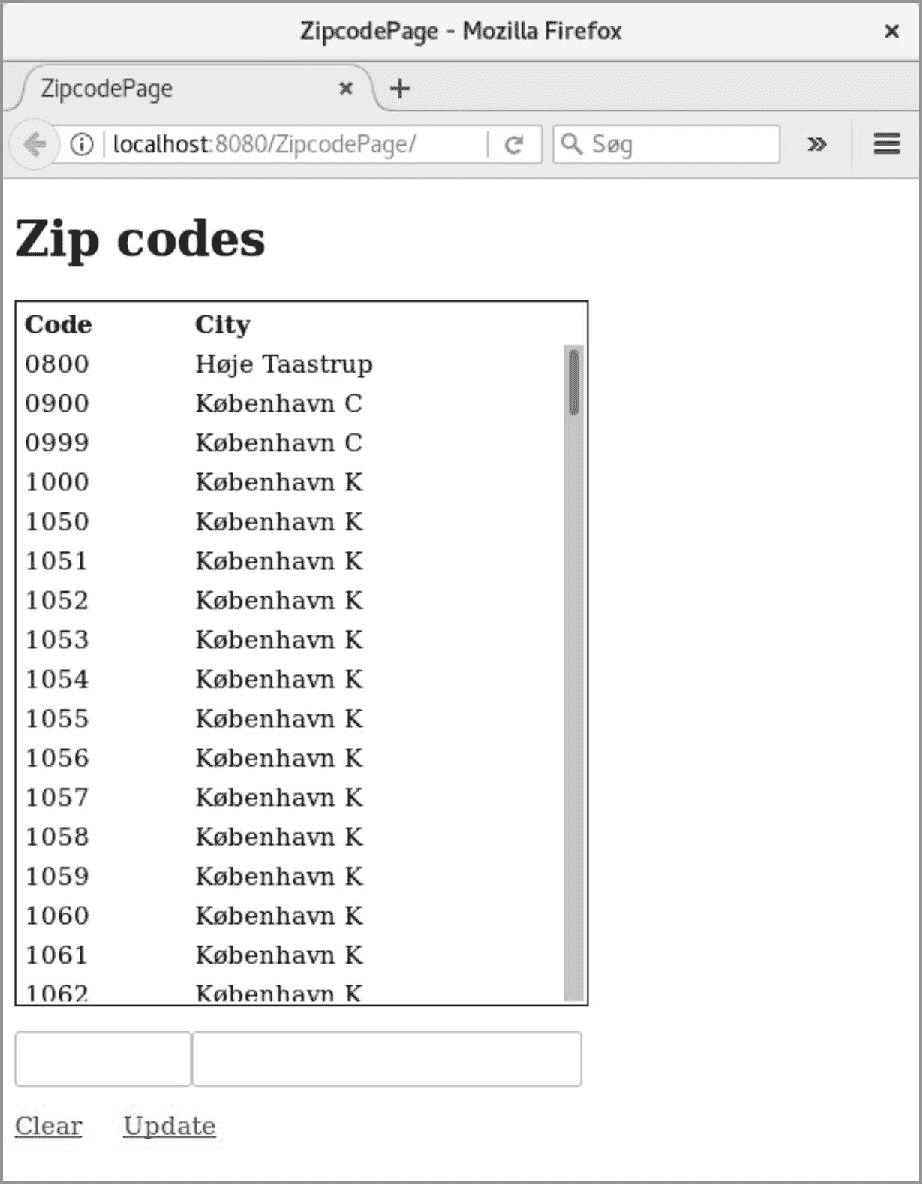 ZipcodePage - Mozilla Firefox
ZipcodePage
localhost:8080/ZipcodePage/ Søg
Zip codes
Code City
0800 Høje Taastrup
0900 København C
0999 København C
1000 København K
1050 København K
1051 København K
1052 København K
1053 København K
1054 København K
1055 København K
1056 København K
1057 København K
1058 København K
1059 København K
1060 København K
1061 København K
1062 København K
Clear Update